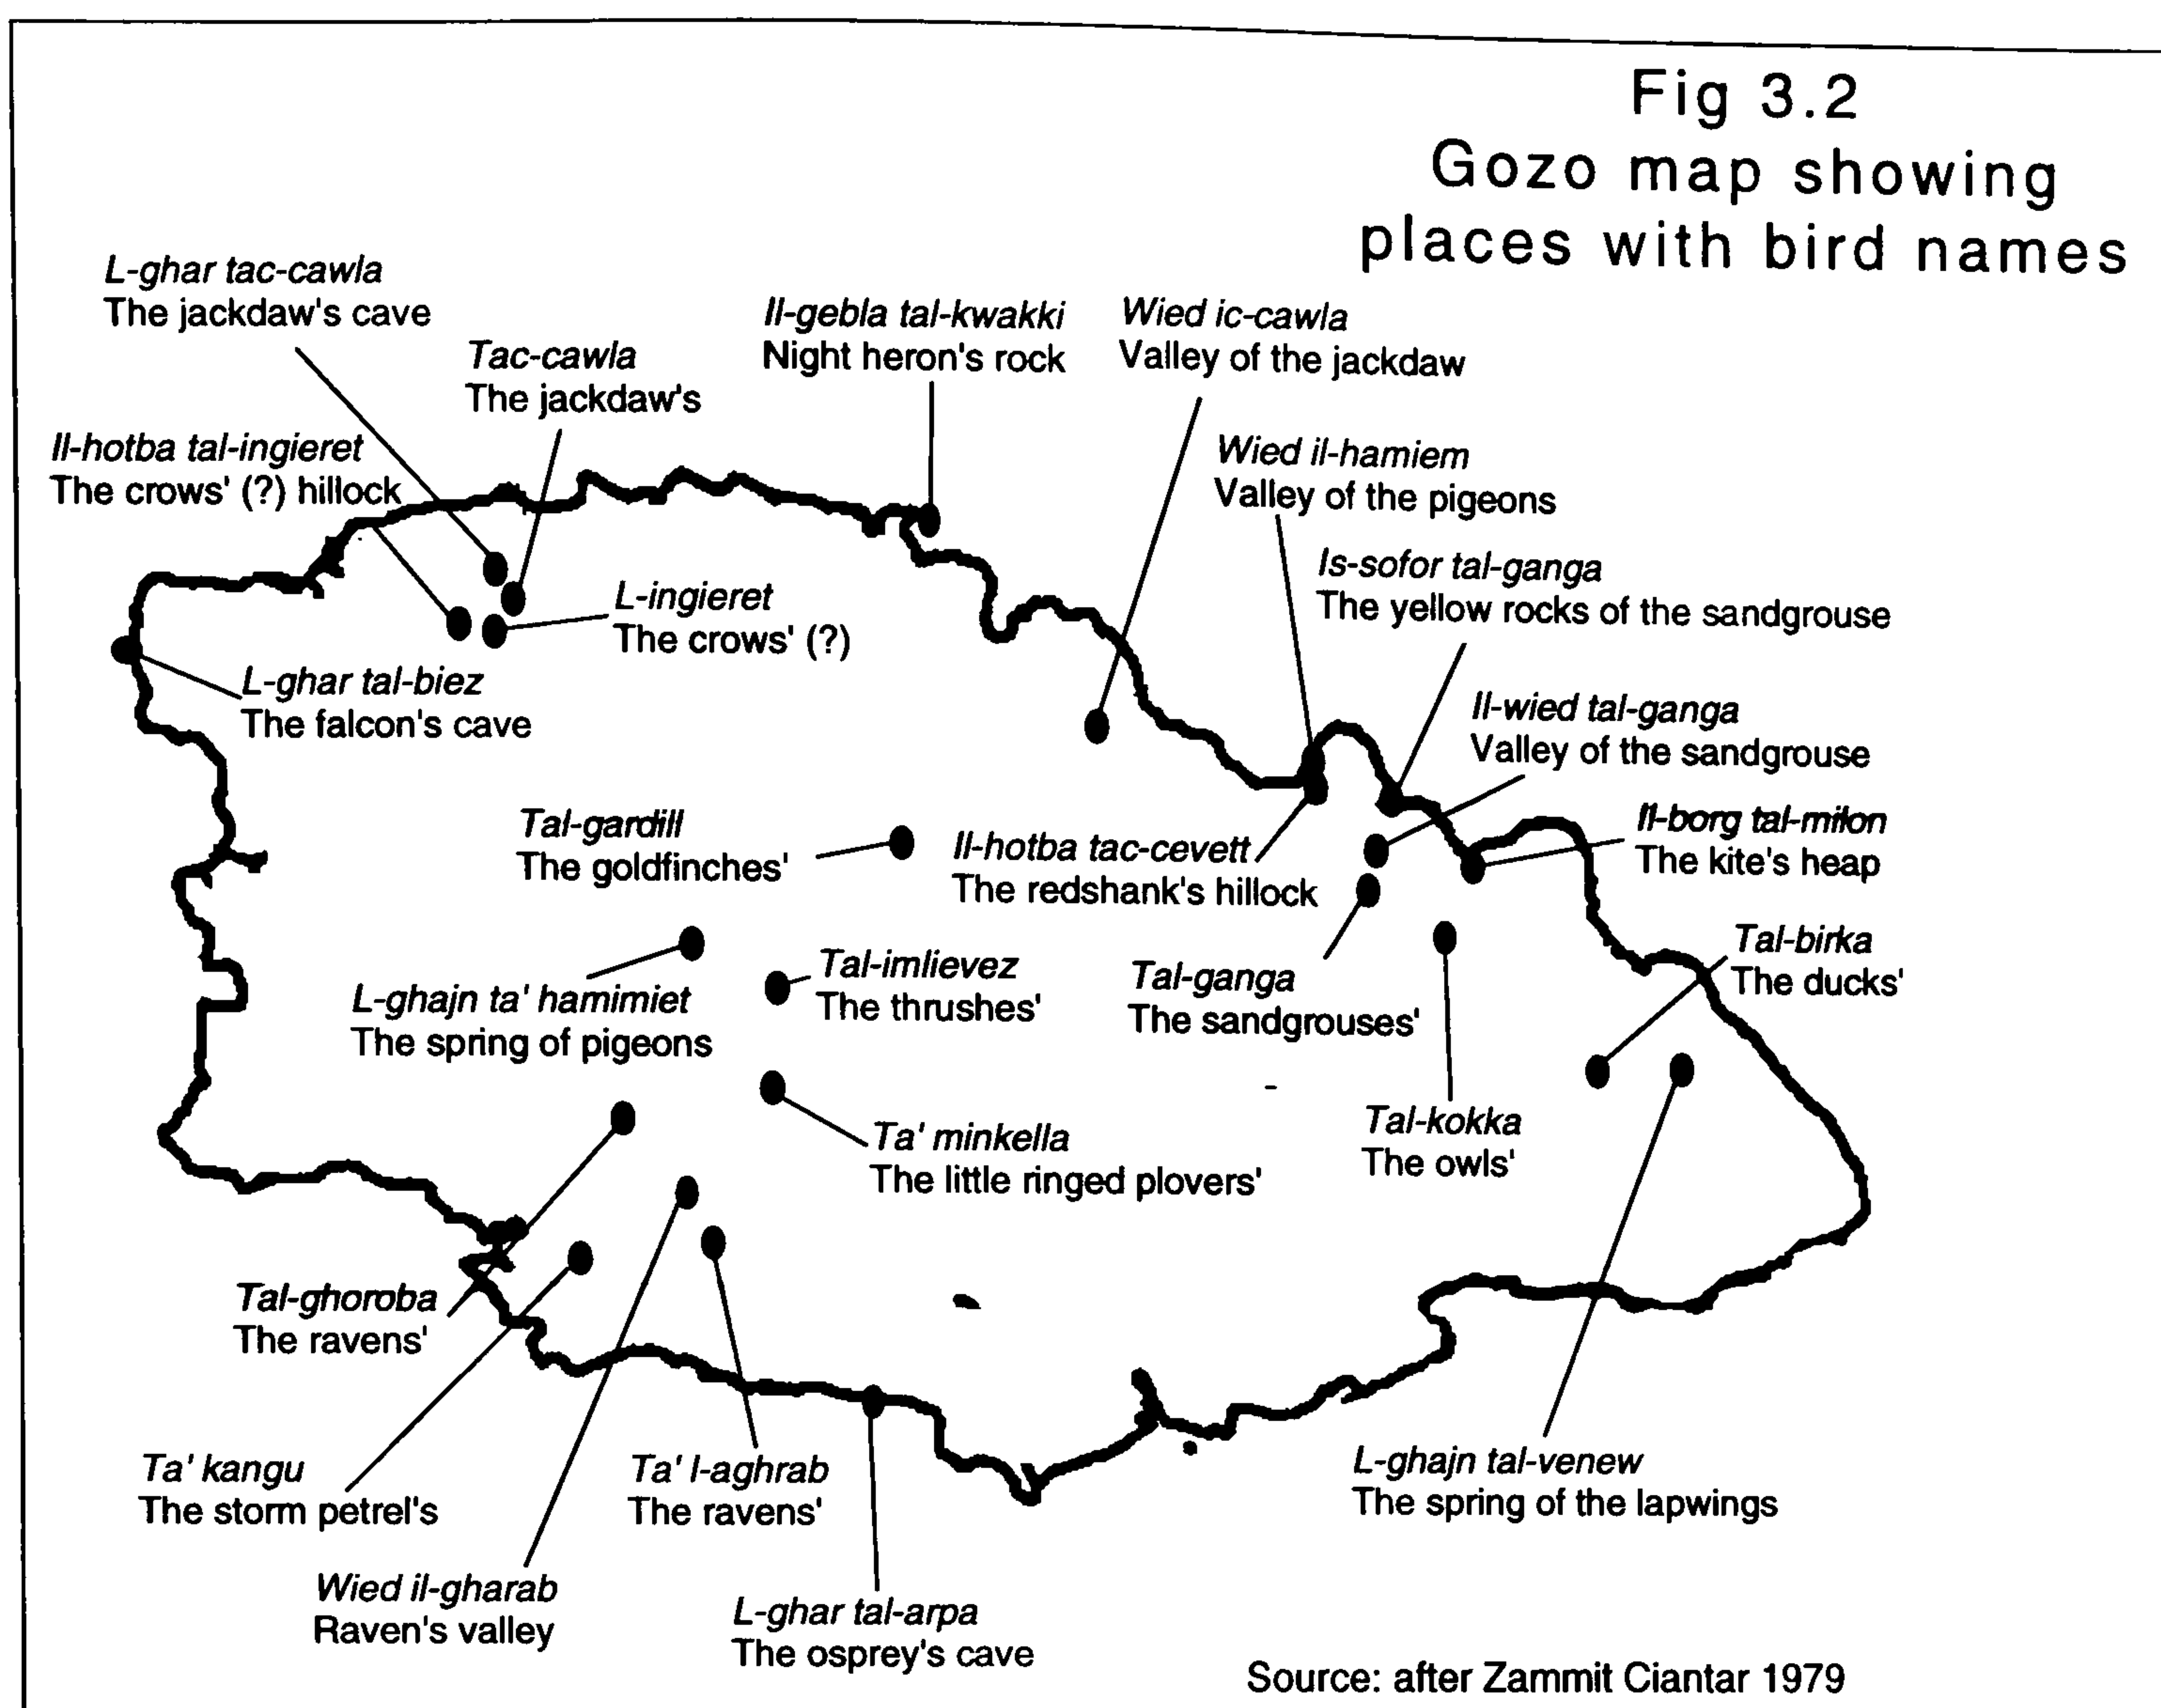 Fig 3.2
Gozo map showing
places with bird names
L-ghar tac-cawla
The jackdaw's cave
Tac-cawla
The jackdaw's
Il-gebla tal-kwakki
Night heron's rock
Wied ic-cawla
Valley of the jackdaw
Il-hotba tal-ingieret
The crows' (?) hillock
Wied il-hamiem
Valley of the pigeons
Is-sofor tal-ganga
The yellow rocks of the sandgrouse
L-ingieret
The crows' (?)
L-ghar tal-biez
The falcon's cave
Il-wied tal-ganga
Valley of the sandgrouse
Tal-gardill
The goldfinches'
Il-hotba tac-cevett
The redshank's hillock
Il-borg tal-milon
The kite's heap
L-ghajn ta' hamimiet
The spring of pigeons
Tal-imlievez
The thrushes'
Tal-ganga
The sandgrouses'
Tal-birka
The ducks'
Ta' minkella
The little ringed plovers'
Tal-kokka
The owls'
Tal-ghoroba
The ravens'
Ta' kangu
The storm petrel's
Ta' l-aghrab
The ravens'
L-ghajn tal-venew
The spring of the lapwings
Wied il-gharab
Raven's valley
L-ghar tal-arpa
The osprey's cave
Source: after Zammit Ciantar 1979